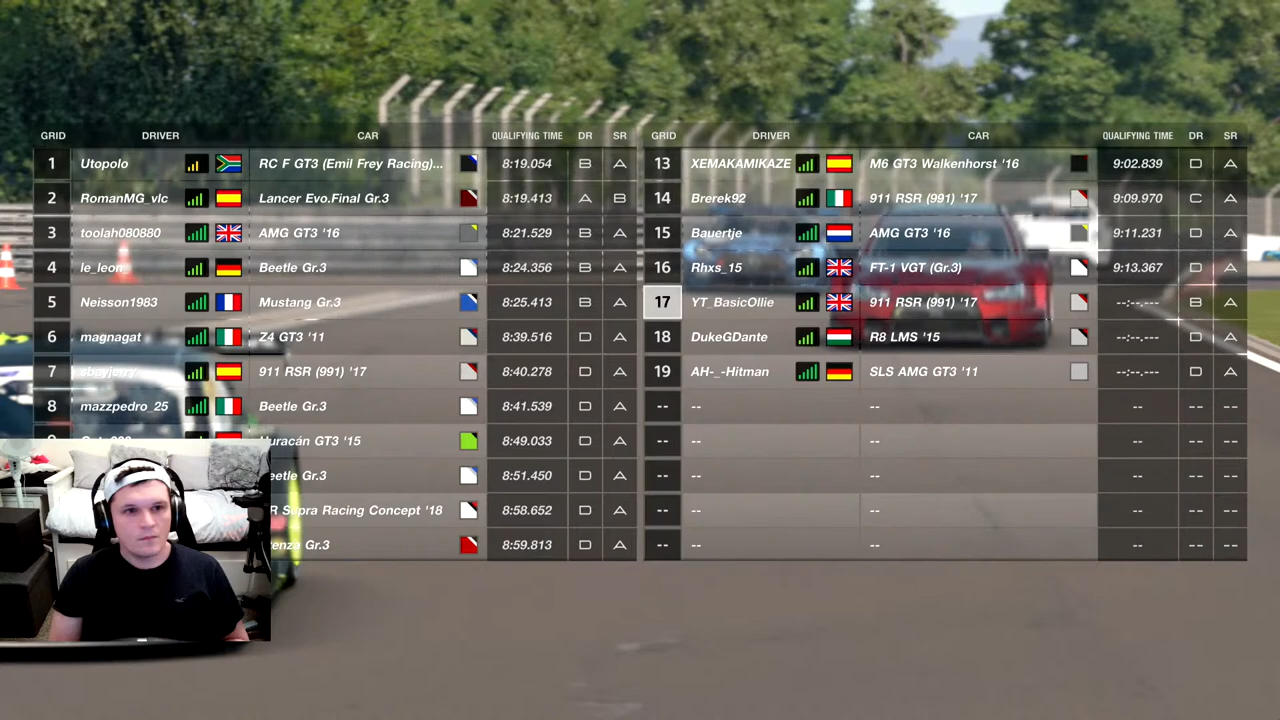 GRID DRIVER CAR QUALIFYING TIME DR SR
1 Utopolo RC F GT3 (Emil Frey Racing)... 8:19.054 B A
2 RomanMG_vlc Lancer Evo.Final Gr.3 8:19.413 A B
3 toolah080880 AMG GT3 '16 8:21.529 B A
4 le_leon Beetle Gr.3 8:24.356 B A
5 Neisson1983 Mustang Gr.3 8:25.413 B A
6 magnagat Z4 GT3 '11 8:39.516 D A
7 sbayjerry 911 RSR (991) '17 8:40.278 D A
8 mazzpedro_25 Beetle Gr.3 8:41.539 D A
Huracán GT3 '15 8:49.033 D A
Beetle Gr.3 8:51.450 D A
Supra Racing Concept '18 8:58.652 D A
Gr.3 8:59.813 D A
GRID DRIVER CAR QUALIFYING TIME DR SR
13 XEMAKAMIKAZE M6 GT3 Walkenhorst '16 9:02.839 D A
14 Brerek92 911 RSR (991) '17 9:09.970 C A
15 Bauertje AMG GT3 '16 9:11.231 D A
16 Rhxs_15 FT-1 VGT (Gr.3) 9:13.367 D A
17 YT_BasicOllie 911 RSR (991) '17 --:--.--- B A
18 DukeGDante R8 LMS '15 --:--.--- D A
19 AH-_-Hitman SLS AMG GT3 '11 --:--.--- D A
-- -- -- -- -- --
-- -- -- -- -- --
-- -- -- -- -- --
-- -- -- -- -- --
-- -- -- -- -- --